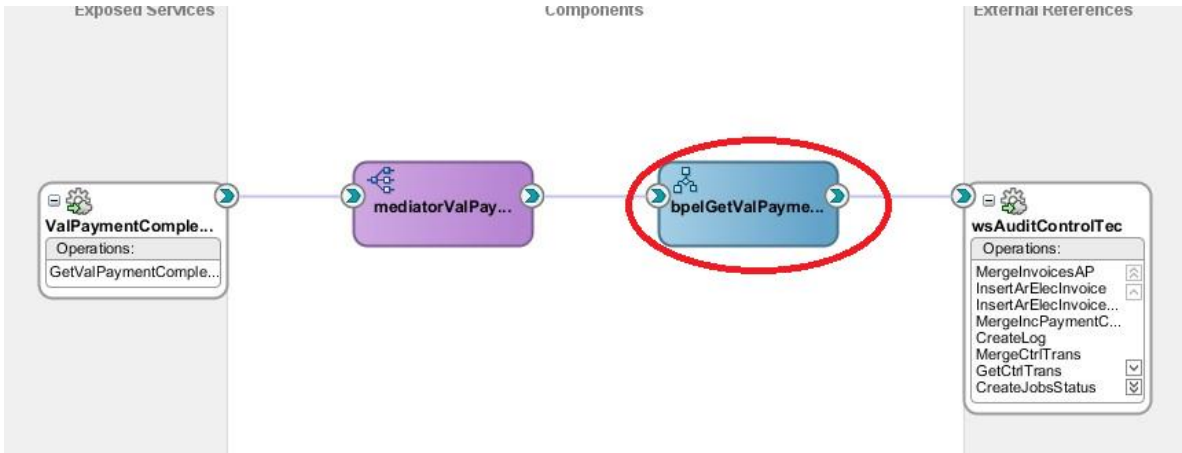 Exposed Services
Components
External References
ValPaymentComple...
Operations:
GetValPaymentComple...
mediatorValPay...
bpelGetValPayme...
wsAuditControlTec
Operations:
MergeInvoicesAP
InsertArElecInvoice
InsertArElecInvoice...
MergeIncPaymentC...
CreateLog
MergeCtrlTrans
GetCtrlTrans
CreateJobsStatus